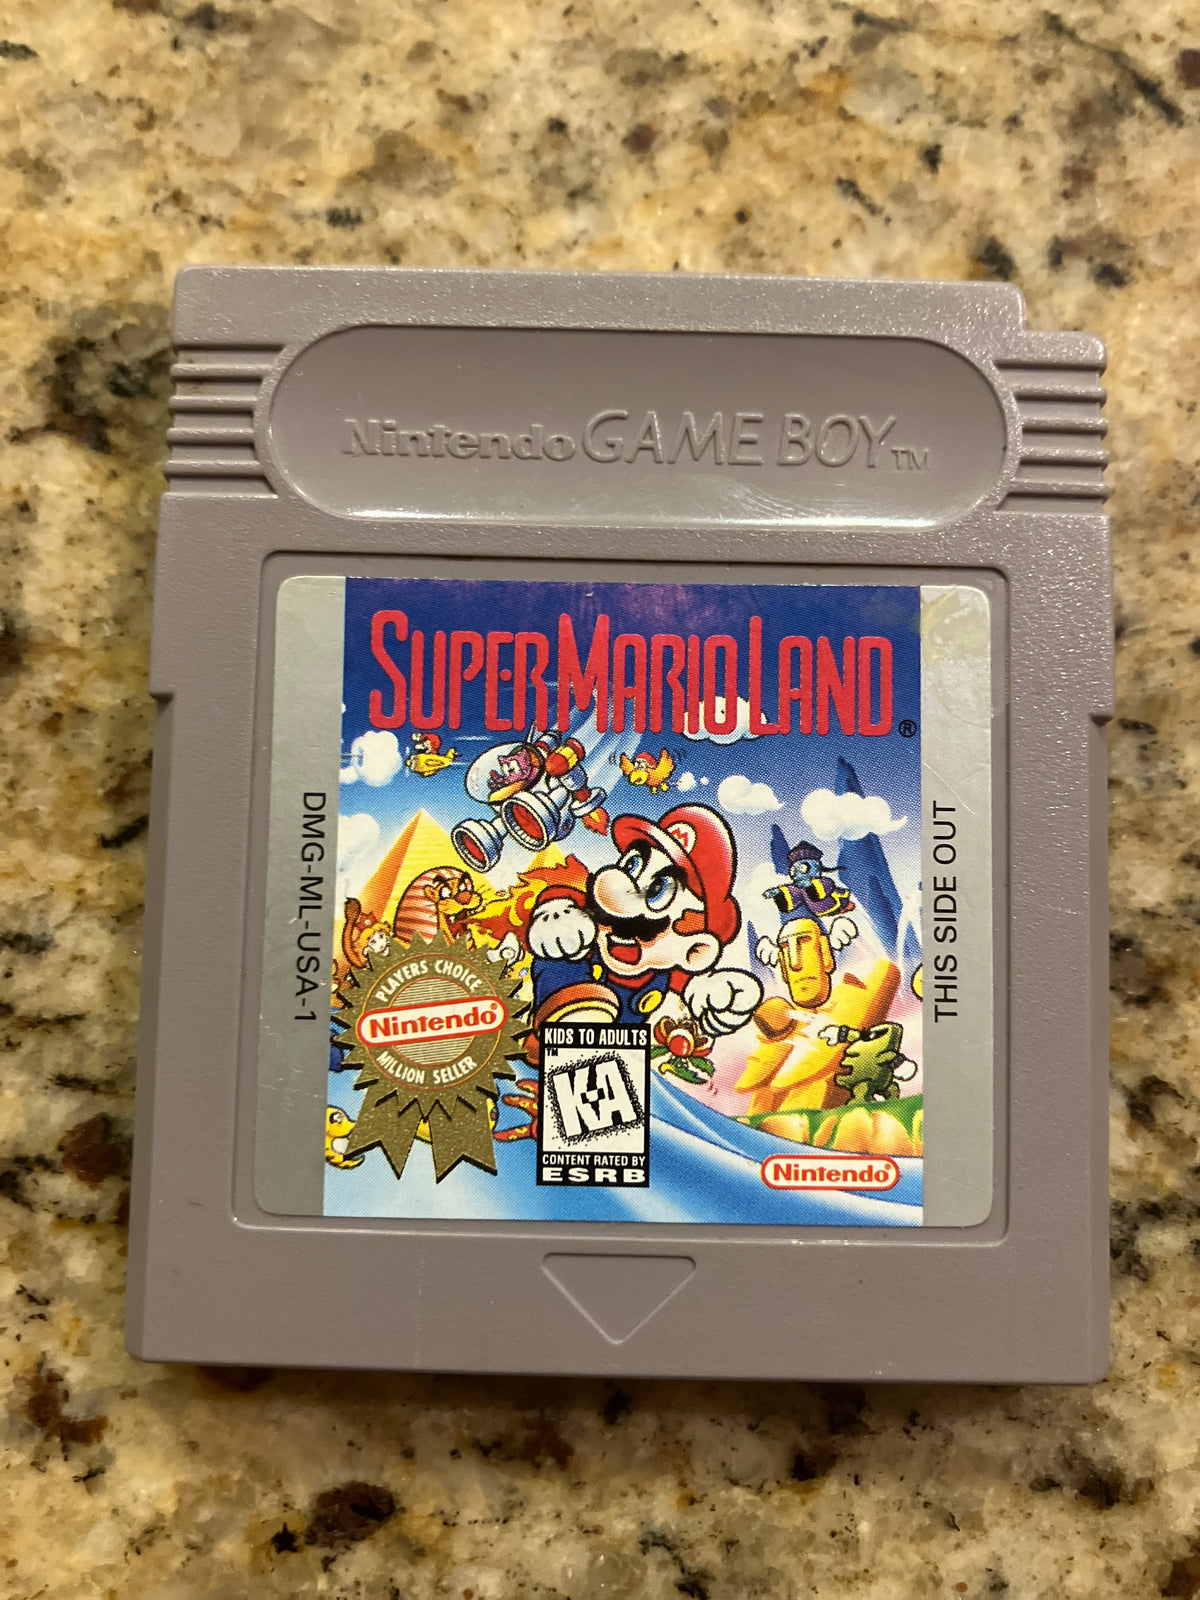 Nintendo GAME BOY™
SUPER MARIO LAND®
DMG-ML-USA-1
THIS SIDE OUT
M
PLAYERS CHOICE
Nintendo®
MILLION SELLER
KIDS TO ADULTS
™
K-A
CONTENT RATED BY
ESRB
Nintendo®